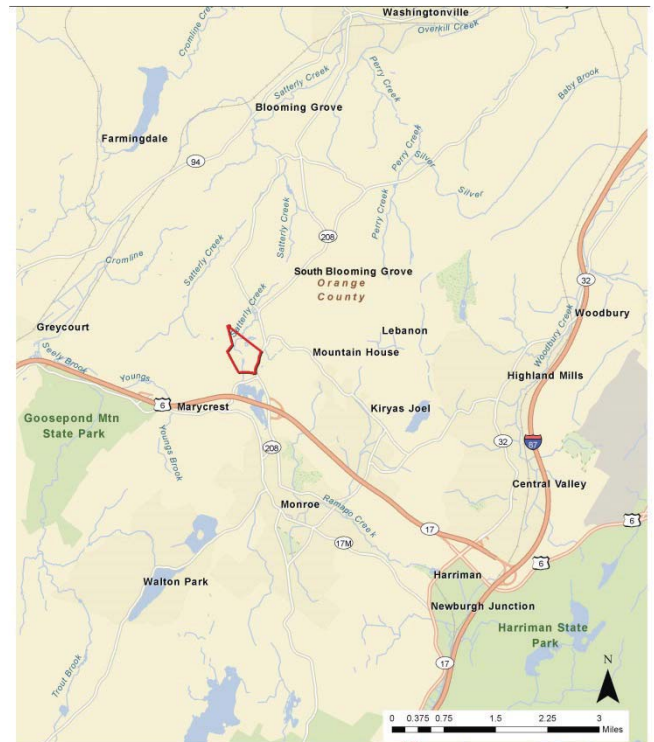 Washingtonville
Overkill Creek
Cromline Creek
Satterly Creek
Blooming Grove
Perry Creek
Baby Brook
Farmingdale
94
Perry Creek
Silver
Silver
Satterly Creek
Perry Creek
208
Satterly Creek
Cromline
South Blooming Grove
Orange
County
32
Satterly Creek
Woodbury
Greycourt
Lebanon
Woodbury Creek
Mountain House
Seely Brook
Youngs
Highland Mills
6
Marycrest
Kiryas Joel
Goosepond Mtn
State Park
Youngs Brook
208
32
87
Central Valley
Monroe
Ramapo Creek
17
6
17M
6
Walton Park
Harriman
Newburgh Junction
Harriman State
Park
Trout Brook
17
N
0 0.375 0.75 1.5 2.25 3
Miles